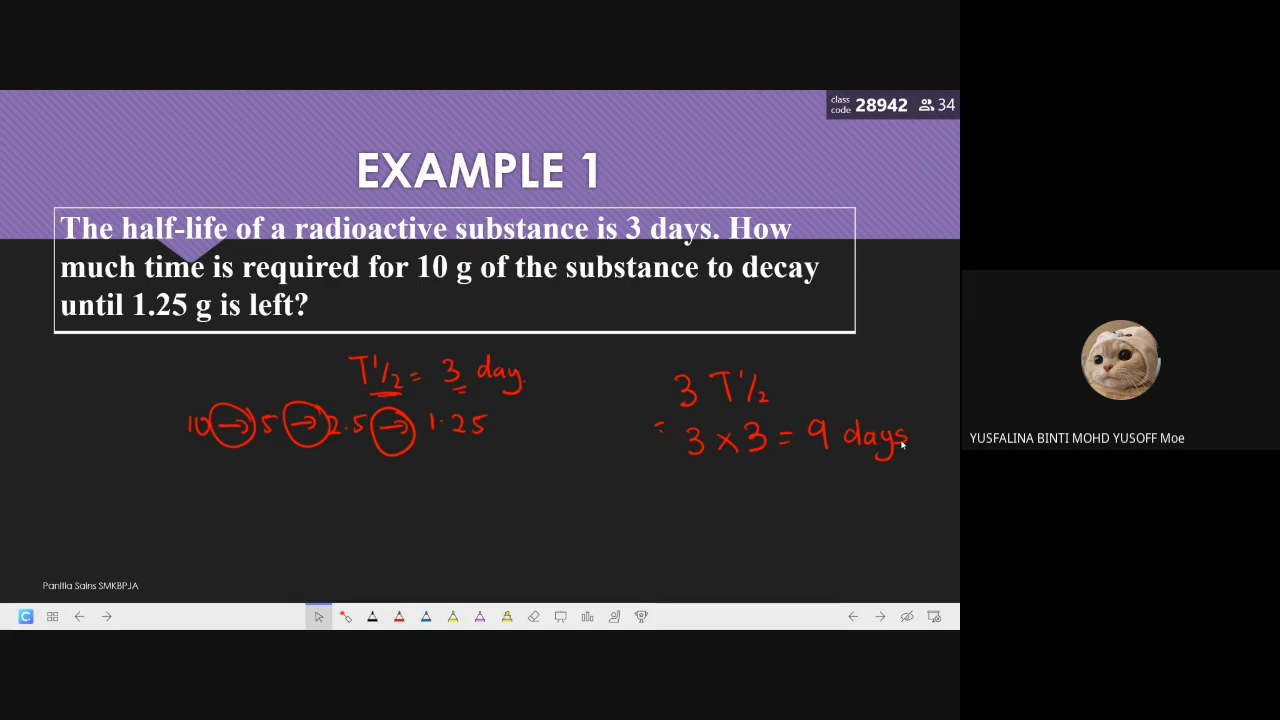 class code 28942 34
EXAMPLE 1
The half-life of a radioactive substance is 3 days. How
much time is required for 10 g of the substance to decay
until 1.25 g is left?
T1/2 = 3 day.
10 → 5 → 2.5 → 1.25
3 T1/2
= 3 × 3 = 9 days
YUSFALINA BINTI MOHD YUSOFF Moe
Panitia Sains SMKBPJA